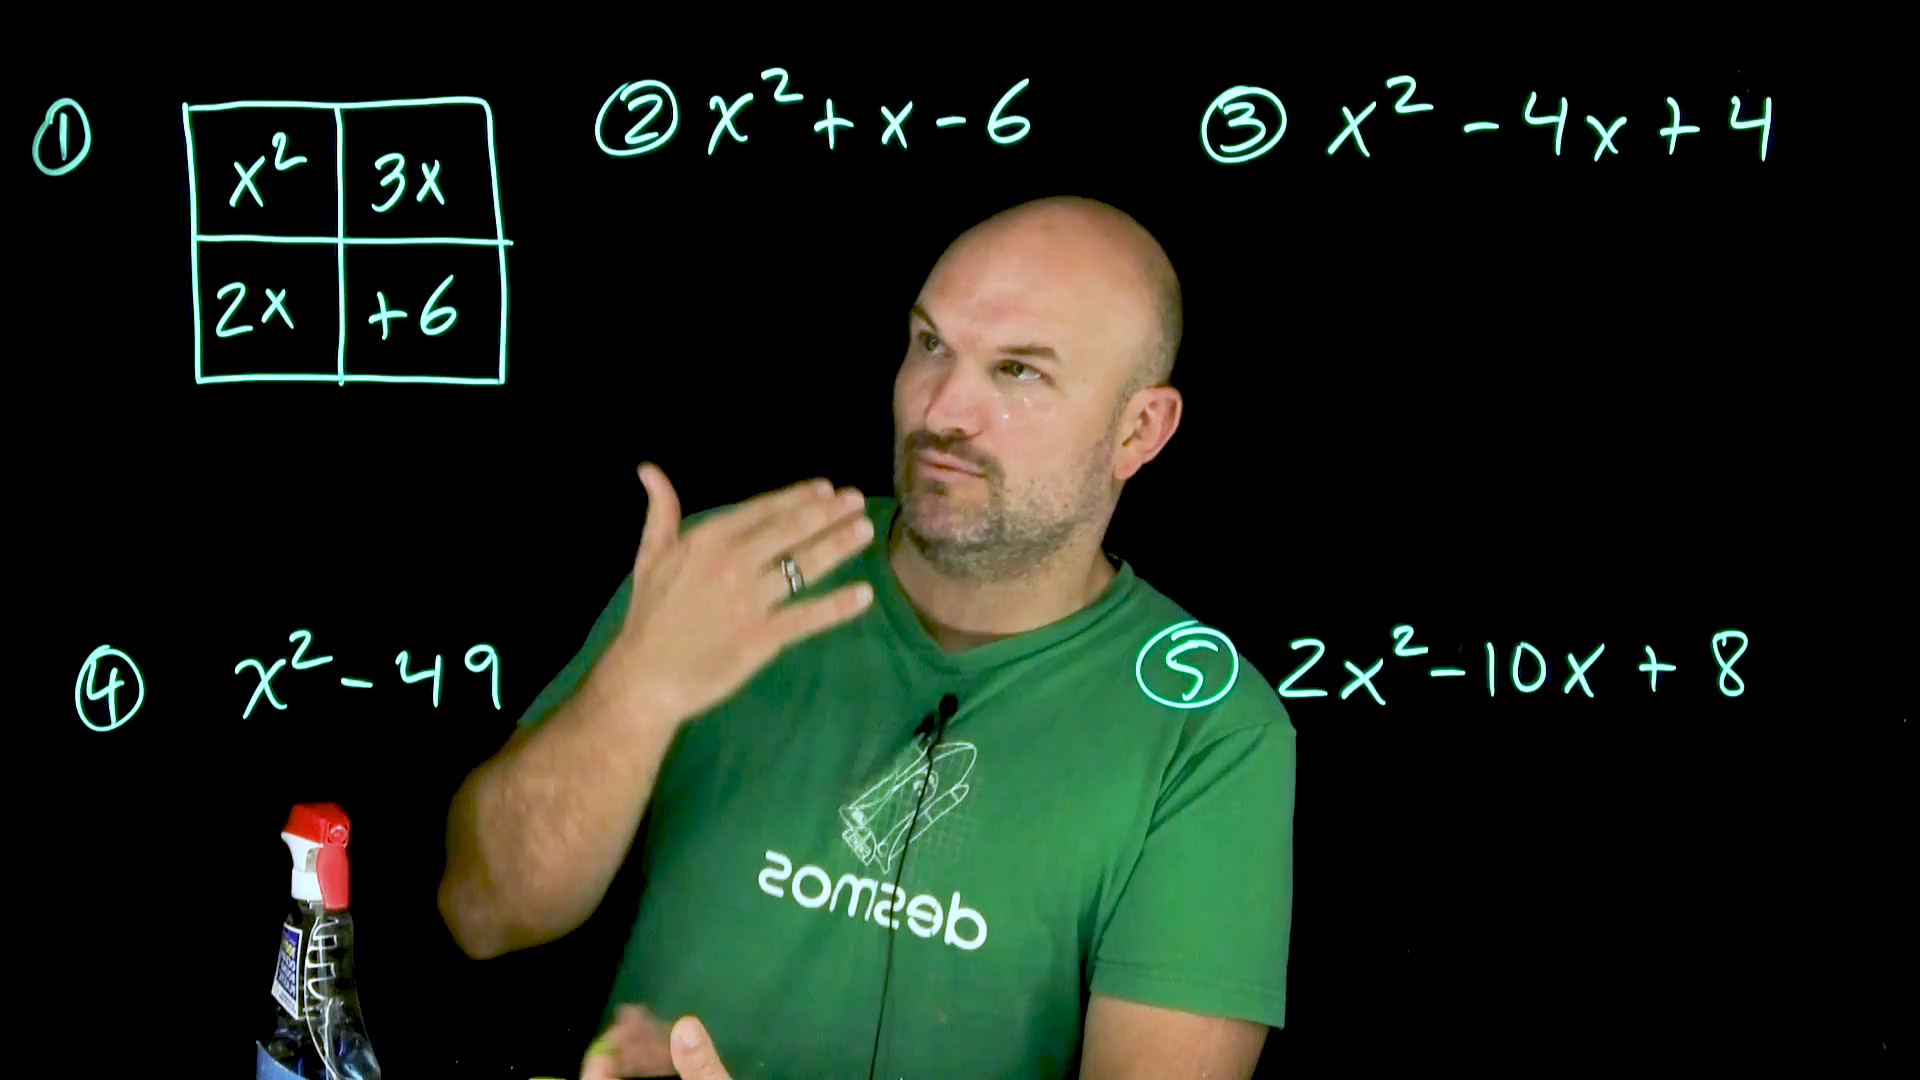 ① x² 3x
2x +6
② x² + x - 6
③ x² - 4x + 4
④ x² - 49
⑤ 2x² - 10x + 8
desmos